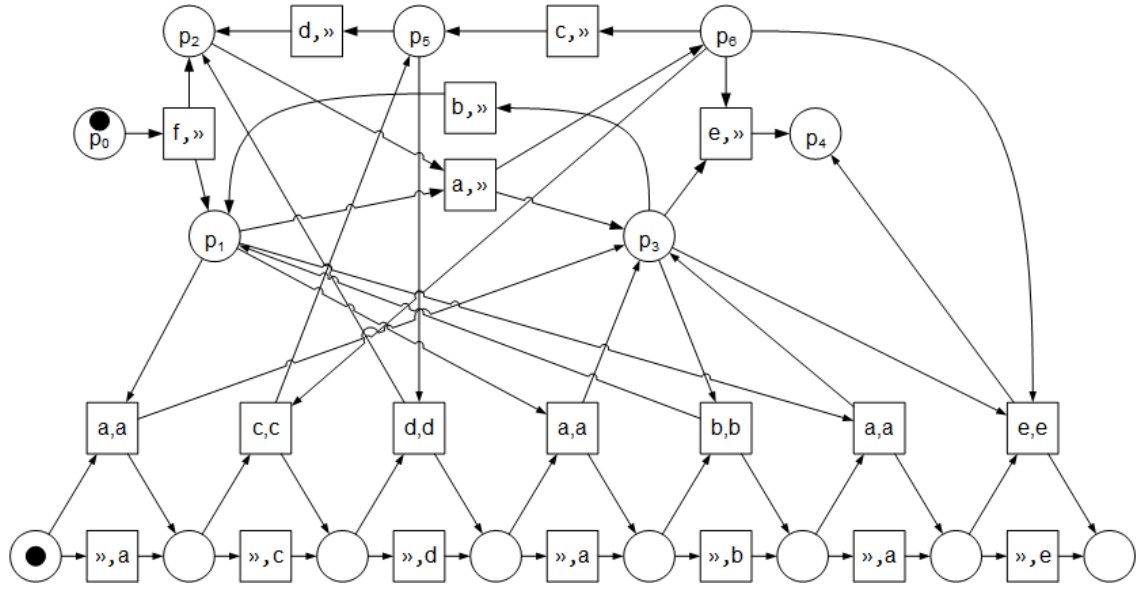 p2 d,» p5 c,» p6
b,»
p0 f,» e,» p4
a,»
p1 p3
a,a c,c d,d a,a b,b a,a e,e
»,a »,c »,d »,a »,b »,a »,e